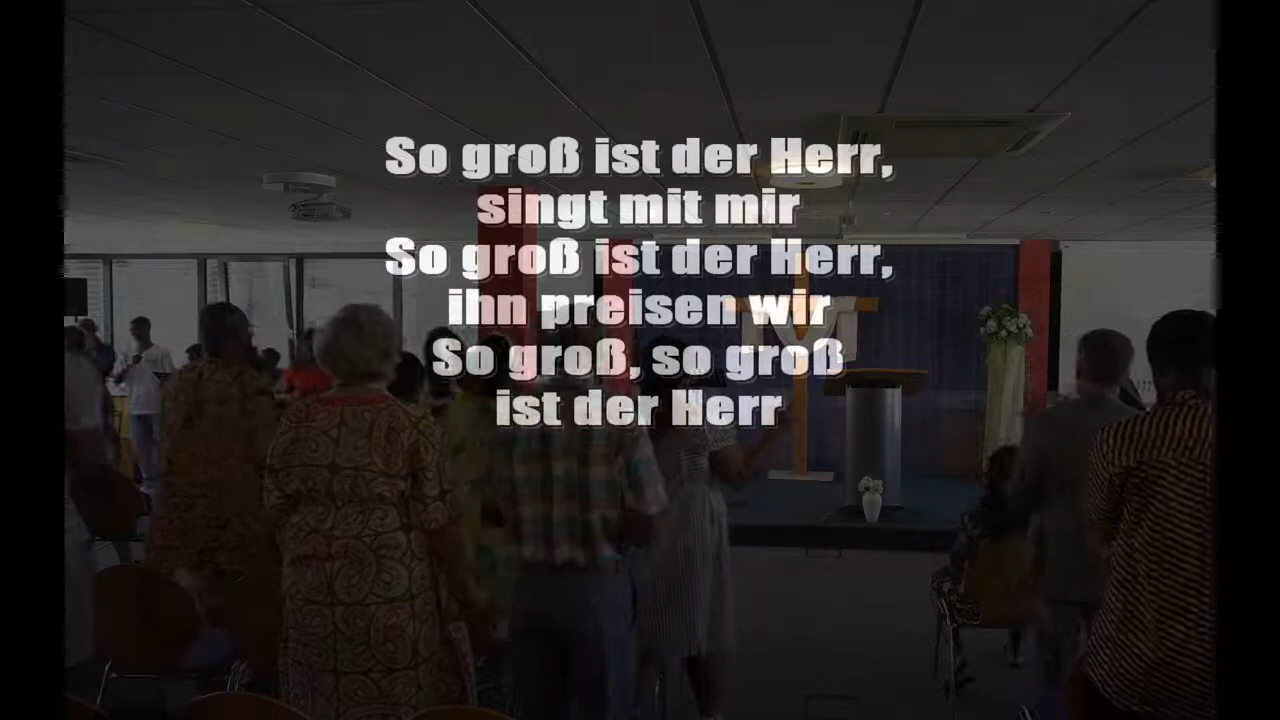 So groß ist der Herr,
singt mit mir
So groß ist der Herr,
ihn preisen wir
So groß, so groß
ist der Herr